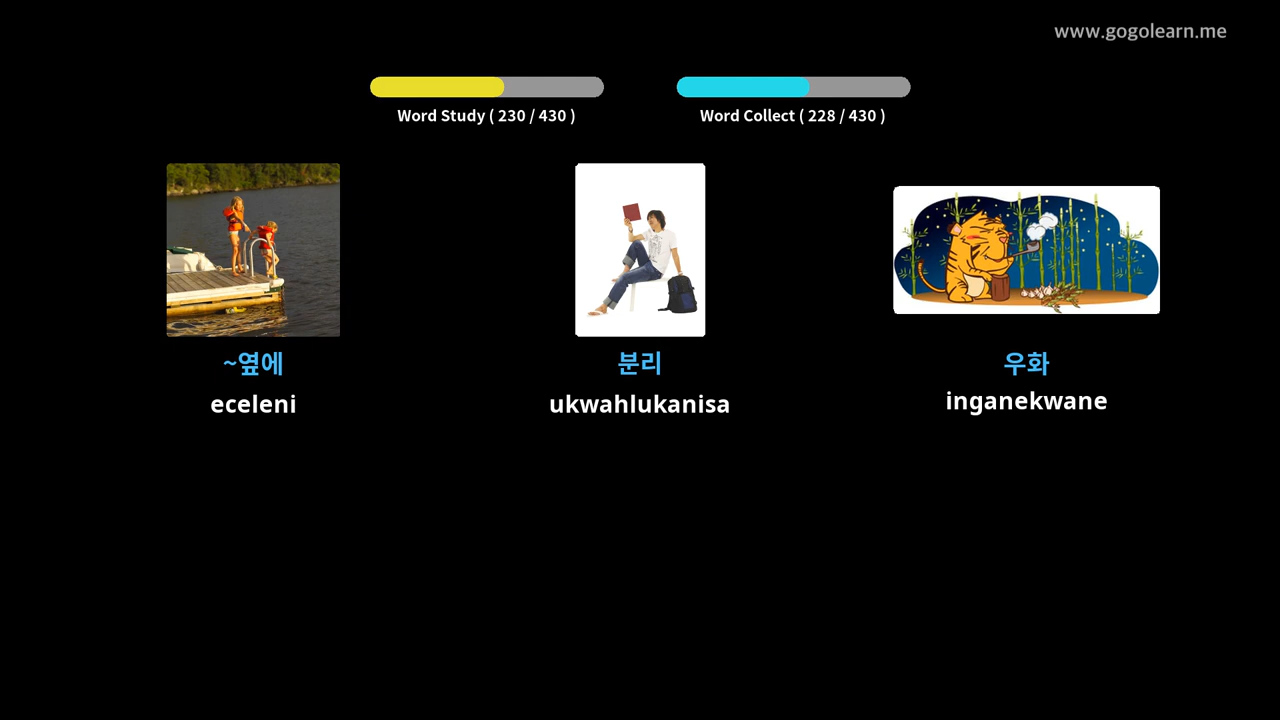 www.gogolearn.me
Word Study ( 230 / 430 )
Word Collect ( 228 / 430 )
~옆에
분리
우화
eceleni
ukwahlukanisa
inganekwane